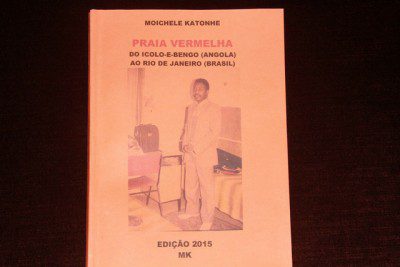 MOICHELE KATONHE
PRAIA VERMELHA
DO ICOLO-E-BENGO (ANGOLA)
AO RIO DE JANEIRO (BRASIL)
EDIÇÃO 2015
MK